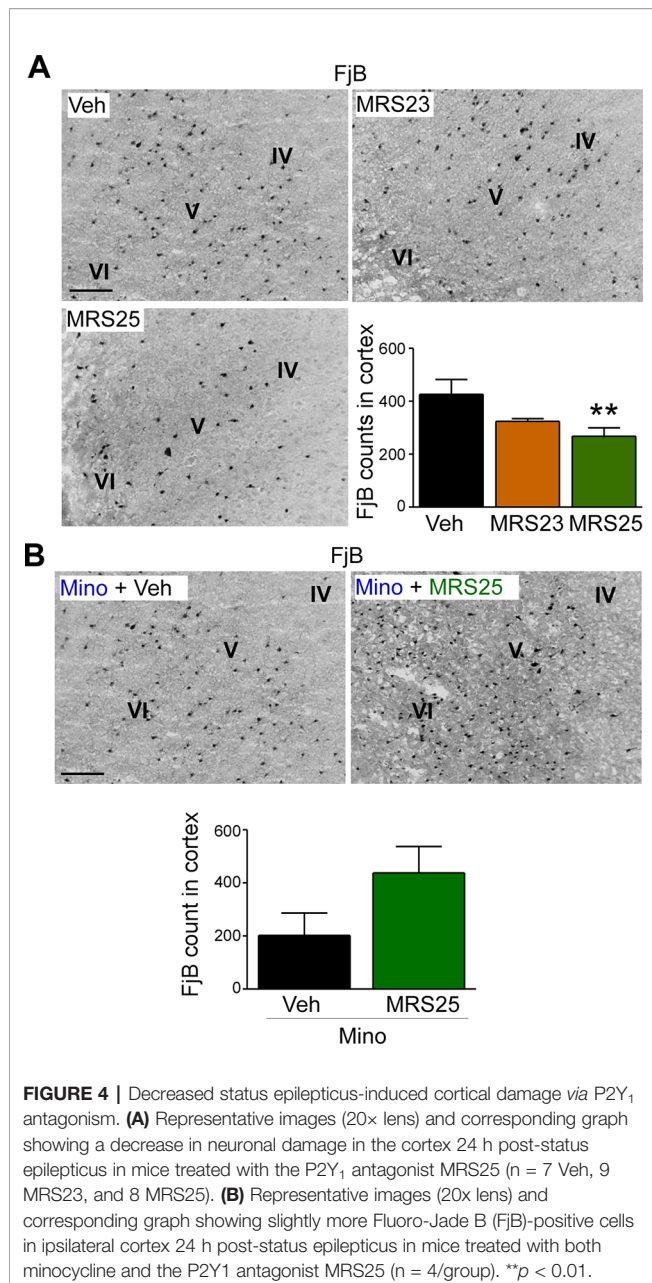 A
FjB
Veh
IV
V
VI
MRS23
IV
V
VI
MRS25
IV
V
VI
FjB counts in cortex
600
400
200
0
**
Veh MRS23 MRS25
B
FjB
Mino + Veh
IV
V
VI
Mino + MRS25
IV
V
VI
FjB count in cortex
600
400
200
0
Veh MRS25
Mino
FIGURE 4 | Decreased status epilepticus-induced cortical damage via P2Y₁
antagonism. (A) Representative images (20× lens) and corresponding graph
showing a decrease in neuronal damage in the cortex 24 h post-status
epilepticus in mice treated with the P2Y₁ antagonist MRS25 (n = 7 Veh, 9
MRS23, and 8 MRS25). (B) Representative images (20x lens) and
corresponding graph showing slightly more Fluoro-Jade B (FjB)-positive cells
in ipsilateral cortex 24 h post-status epilepticus in mice treated with both
minocycline and the P2Y1 antagonist MRS25 (n = 4/group). **p < 0.01.